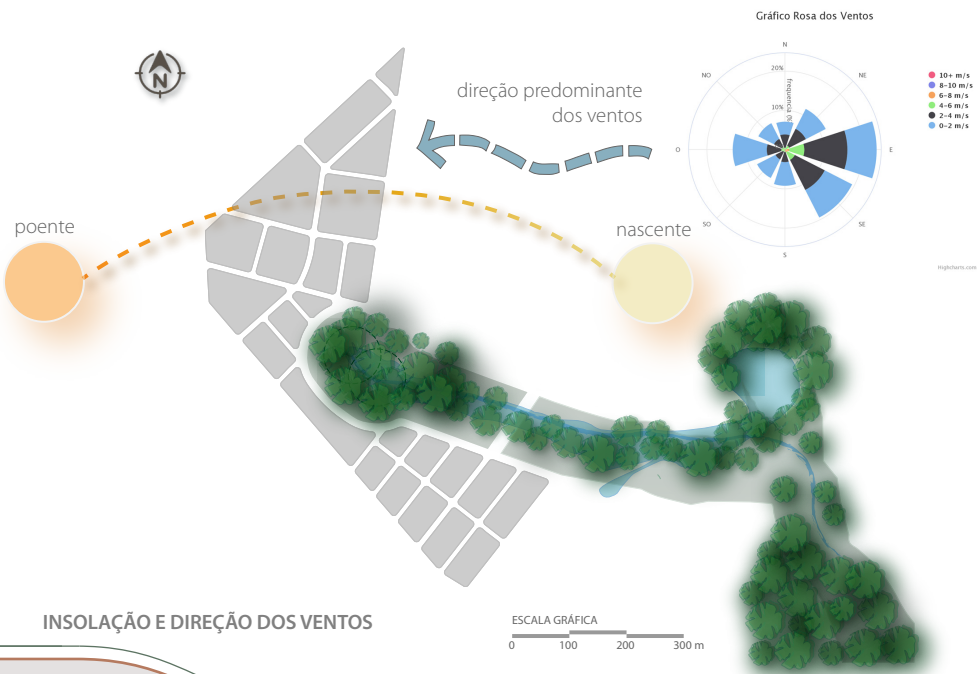 Gráfico Rosa dos Ventos
N
NO
NE
20%
10%
O
E
SO
SE
S
10+ m/s
8-10 m/s
6-8 m/s
4-6 m/s
2-4 m/s
0-2 m/s
Highcharts.com
N
direção predominante
dos ventos
poente
nascente
INSOLAÇÃO E DIREÇÃO DOS VENTOS
ESCALA GRÁFICA
0 100 200 300 m